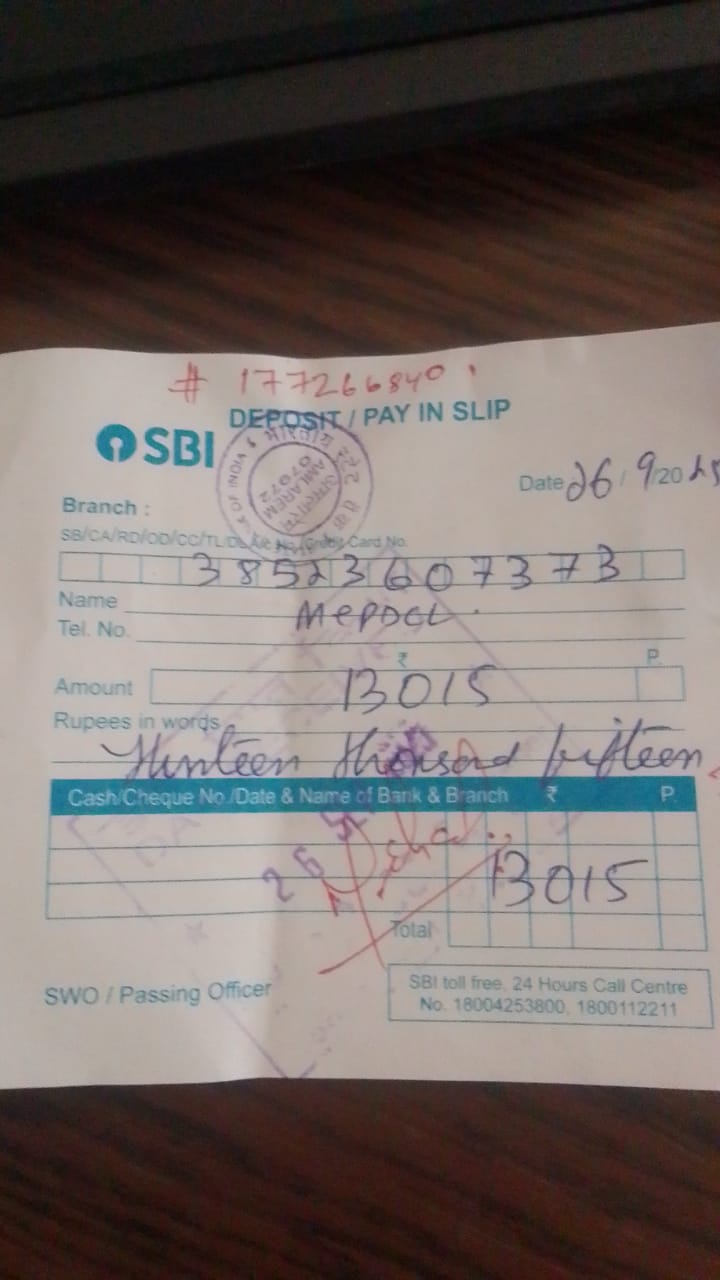 # 177266840
DEPOSIT / PAY IN SLIP
SBI
Date 26/9/2025
Branch :
SB/CA/RD/OD/CC/TL/DL A/c No./Credit Card No.
38523607373
Name MEPDCL.
Tel. No.
₹ P.
Amount 13015
Rupees in words
Thirteen thousand fifteen
Cash/Cheque No./Date & Name of Bank & Branch ₹ P.
13015
Total
SWO / Passing Officer
SBI toll free, 24 Hours Call Centre
No. 18004253800, 1800112211
AMLAREM
07972